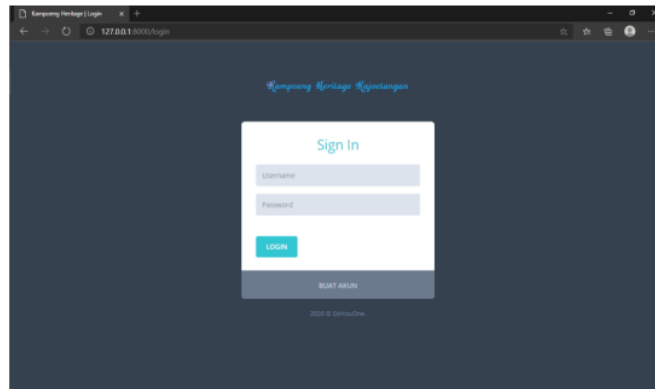 Kampoeng Heritage | Login
127.0.0.1:8000/login
Kampoeng Heritage Kajoetangan
Sign In
Username
Password
LOGIN
BUAT AKUN
2020 ©